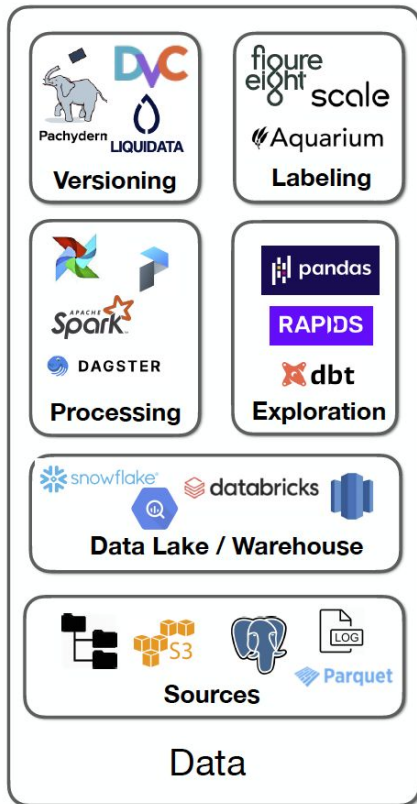 Pachydern
DVC
LIQUIDATA
Versioning
figure
eight
scale
Aquarium
Labeling
APACHE
Spark
TM
DAGSTER
Processing
pandas
RAPIDS
dbt
Exploration
snowflake®
databricks
Data Lake / Warehouse
S3
LOG
Parquet
Sources
Data